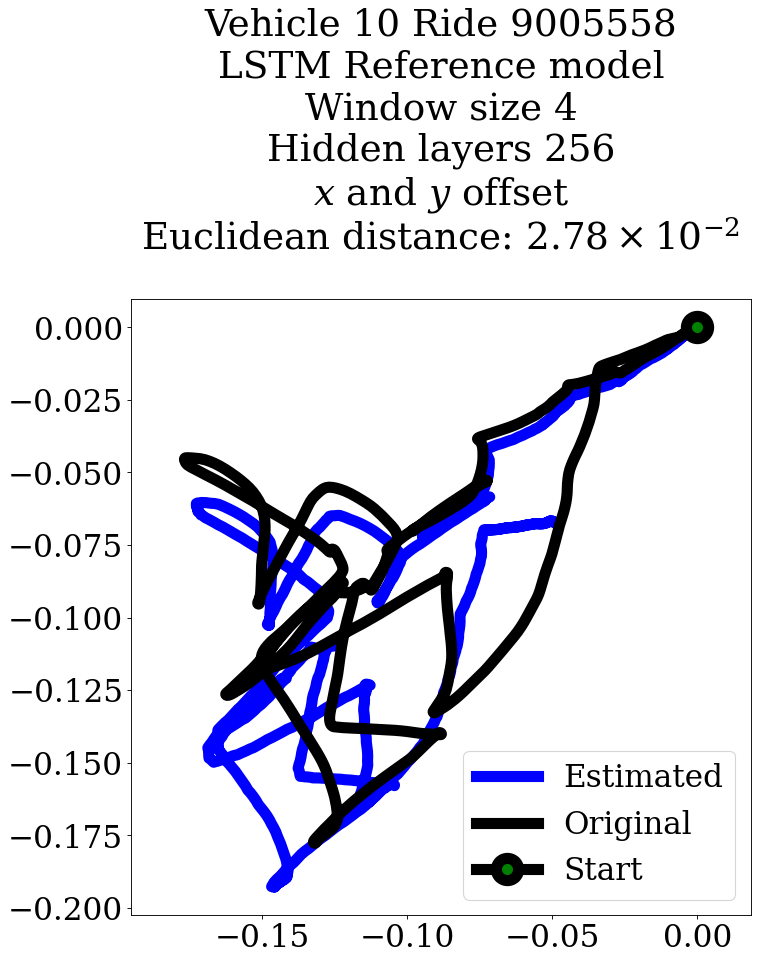 Vehicle 10 Ride 9005558
LSTM Reference model
Window size 4
Hidden layers 256
x and y offset
Euclidean distance: 2.78 × 10⁻²
0.000
−0.025
−0.050
−0.075
−0.100
−0.125
−0.150
−0.175
−0.200
Estimated
Original
Start
−0.15 −0.10 −0.05 0.00